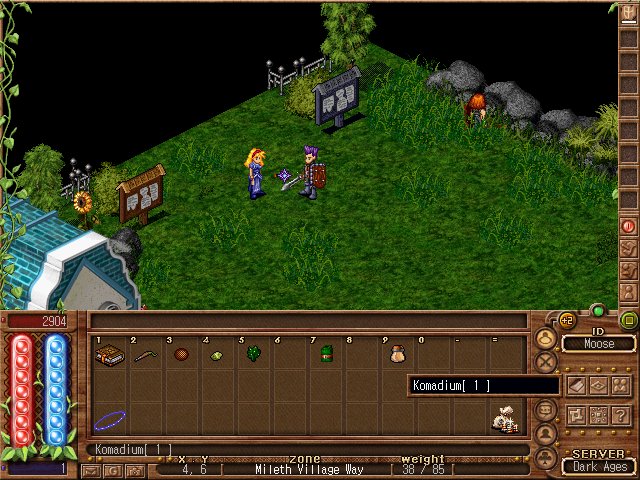 2904
+2
ID
Moose
1 2 3 4 5 6 7 8 9 0 - =
Komadium[ 1 ]
Komadium[ 1 ]
X Y zone weight
4, 6 Mileth Village Way 38 / 85
1
G
?
SERVER
Dark Ages